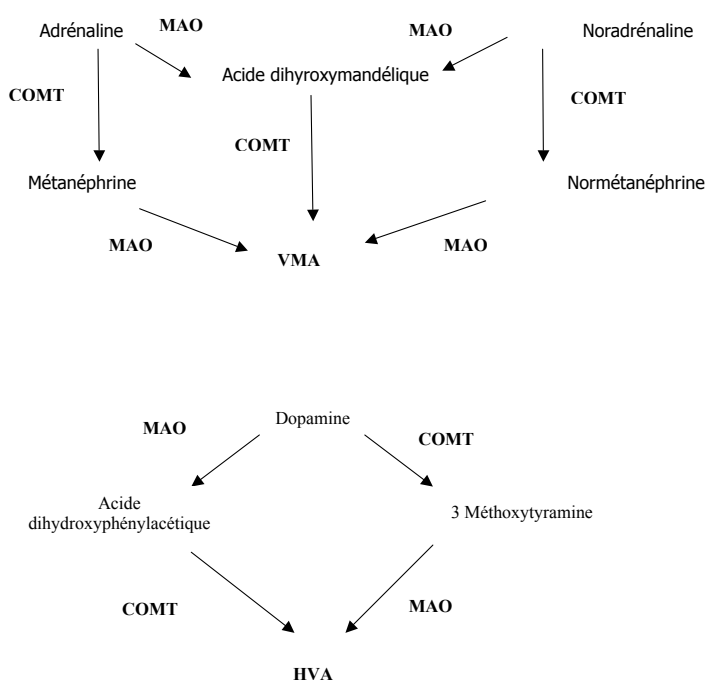 Adrénaline
MAO
MAO
Noradrénaline
Acide dihyroxymandélique
COMT
COMT
COMT
Métanéphrine
Normétanéphrine
MAO
VMA
MAO
Dopamine
MAO
COMT
Acide
dihydroxyphénylacétique
3 Méthoxytyramine
COMT
MAO
HVA